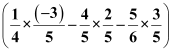 (1/4 × (-3)/5 - 4/5 × 2/5 - 5/6 × 3/5)